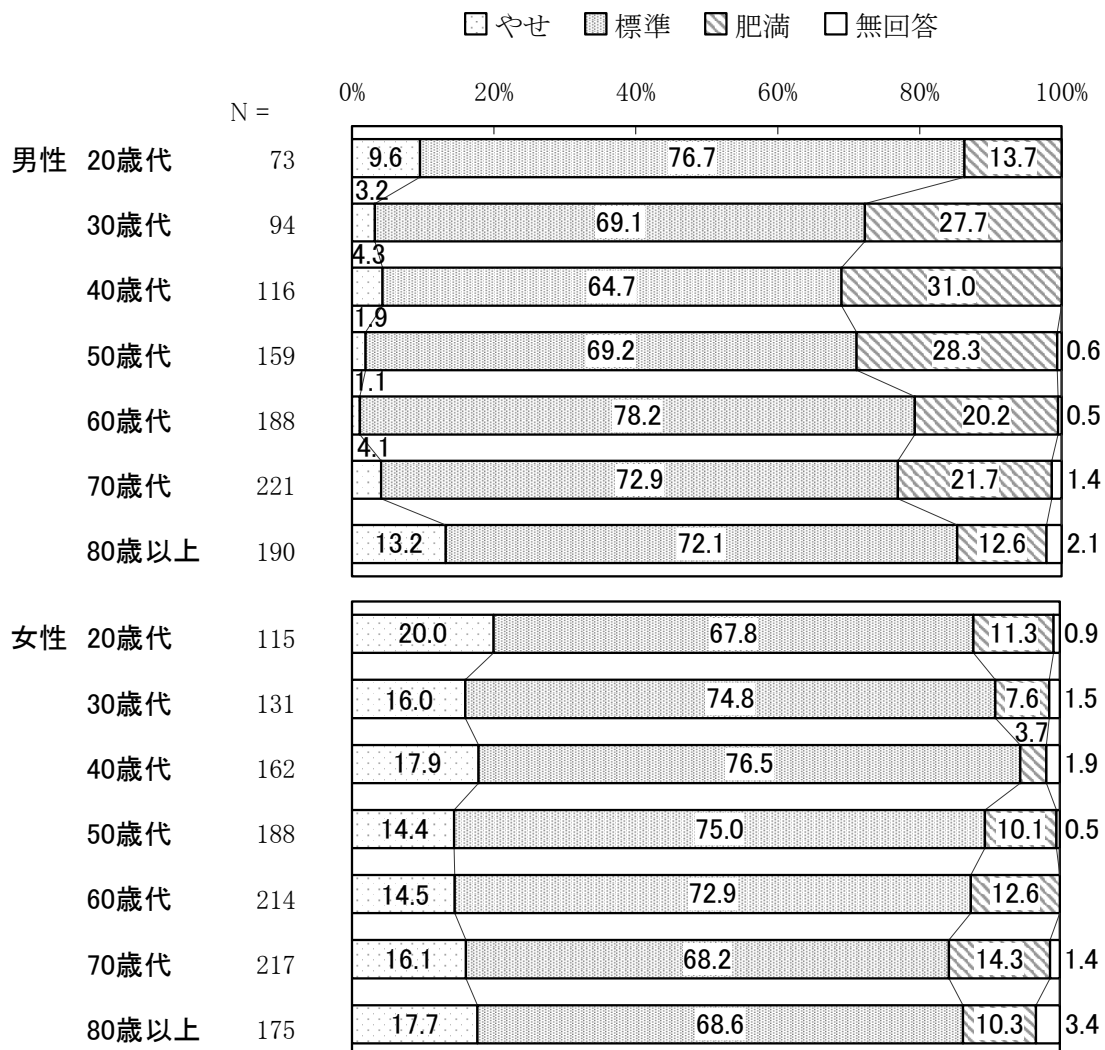 やせ 標準 肥満 無回答
0% 20% 40% 60% 80% 100%
N =
男性 20歳代 73 9.6 76.7 13.7
30歳代 94 3.2 69.1 27.7
40歳代 116 4.3 64.7 31.0
50歳代 159 1.9 69.2 28.3 0.6
60歳代 188 1.1 78.2 20.2 0.5
70歳代 221 4.1 72.9 21.7 1.4
80歳以上 190 13.2 72.1 12.6 2.1
女性 20歳代 115 20.0 67.8 11.3 0.9
30歳代 131 16.0 74.8 7.6 1.5
40歳代 162 17.9 76.5 3.7 1.9
50歳代 188 14.4 75.0 10.1 0.5
60歳代 214 14.5 72.9 12.6
70歳代 217 16.1 68.2 14.3 1.4
80歳以上 175 17.7 68.6 10.3 3.4